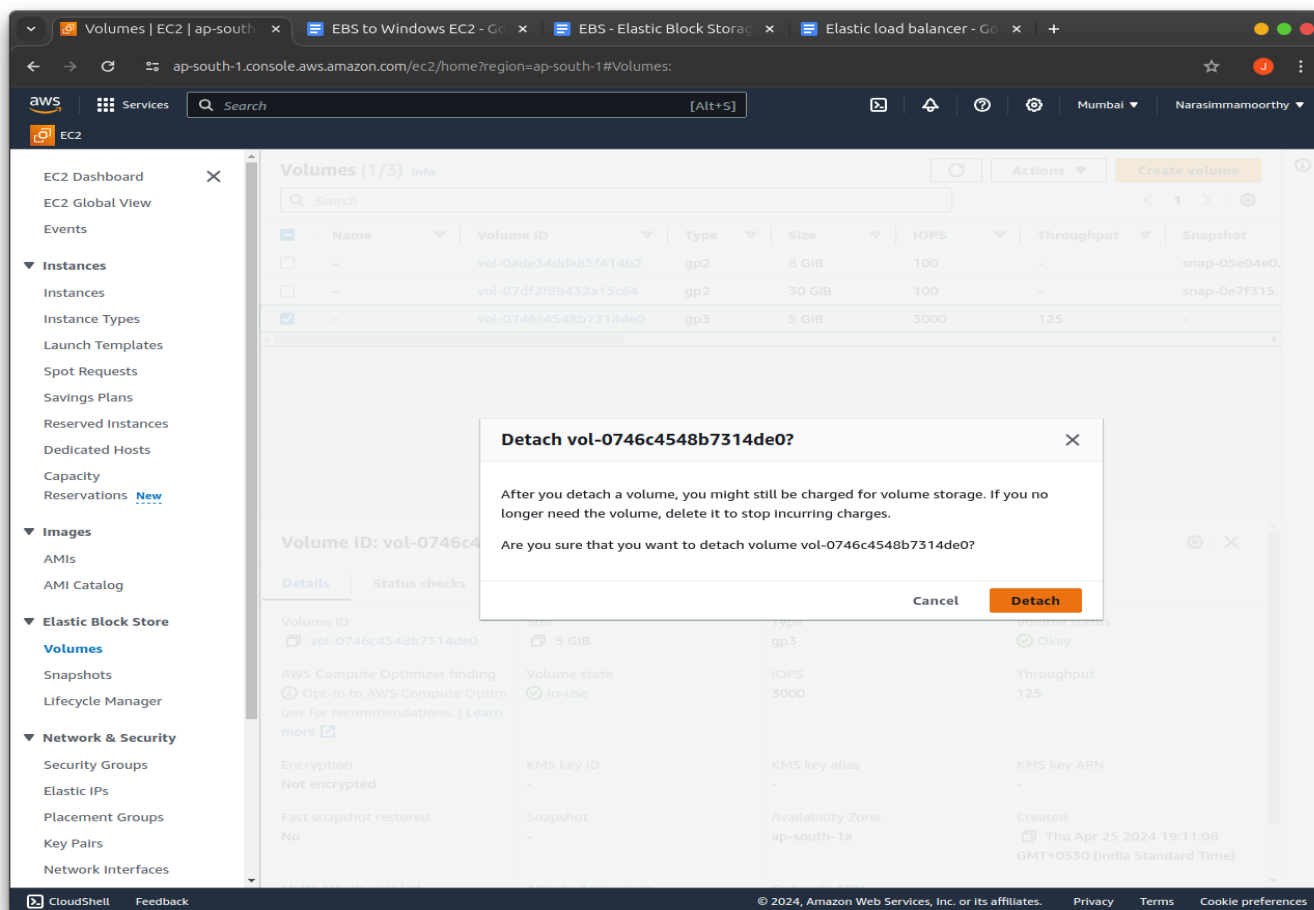 Volumes | EC2 | ap-south
EBS to Windows EC2 - Go
EBS - Elastic Block Storag
Elastic load balancer - Go
ap-south-1.console.aws.amazon.com/ec2/home?region=ap-south-1#Volumes:
J
aws
Services
Search
[Alt+S]
Mumbai
Narasimmamoorthy
EC2
EC2 Dashboard
EC2 Global View
Events
Instances
Instances
Instance Types
Launch Templates
Spot Requests
Savings Plans
Reserved Instances
Dedicated Hosts
Capacity
Reservations New
Images
AMIs
AMI Catalog
Elastic Block Store
Volumes
Snapshots
Lifecycle Manager
Network & Security
Security Groups
Elastic IPs
Placement Groups
Key Pairs
Network Interfaces
Volumes (1/3) Info
Actions
Create volume
Search
1
Name Volume ID Type Size IOPS Throughput Snapshot
– vol-0ade34dda85f414b2 gp2 8 GiB 100 – snap-05e04e0.
– vol-07df2f89432a15c64 gp2 30 GiB 100 – snap-0e7f315..
– vol-0746c4548b7314de0 gp3 5 GiB 3000 125 –
Detach vol-0746c4548b7314de0?
After you detach a volume, you might still be charged for volume storage. If you no
longer need the volume, delete it to stop incurring charges.
Are you sure that you want to detach volume vol-0746c4548b7314de0?
Cancel
Detach
Volume ID: vol-0746c4
Details
Status checks
Volume ID Size Type Volume status
vol-0746c4548b7314de0 5 GiB gp3 Okay
AWS Compute Optimizer finding Volume state IOPS Throughput
Opt-in to AWS Compute Optim In-use 3000 125
izer for recommendations. | Learn
more
Encryption KMS key ID KMS key alias KMS key ARN
Not encrypted – – –
Fast snapshot restored Snapshot Availability Zone Created
No – ap-south-1a Thu Apr 25 2024 19:11:08
GMT+0530 (India Standard Time)
CloudShell
Feedback
© 2024, Amazon Web Services, Inc. or its affiliates.
Privacy
Terms
Cookie preferences